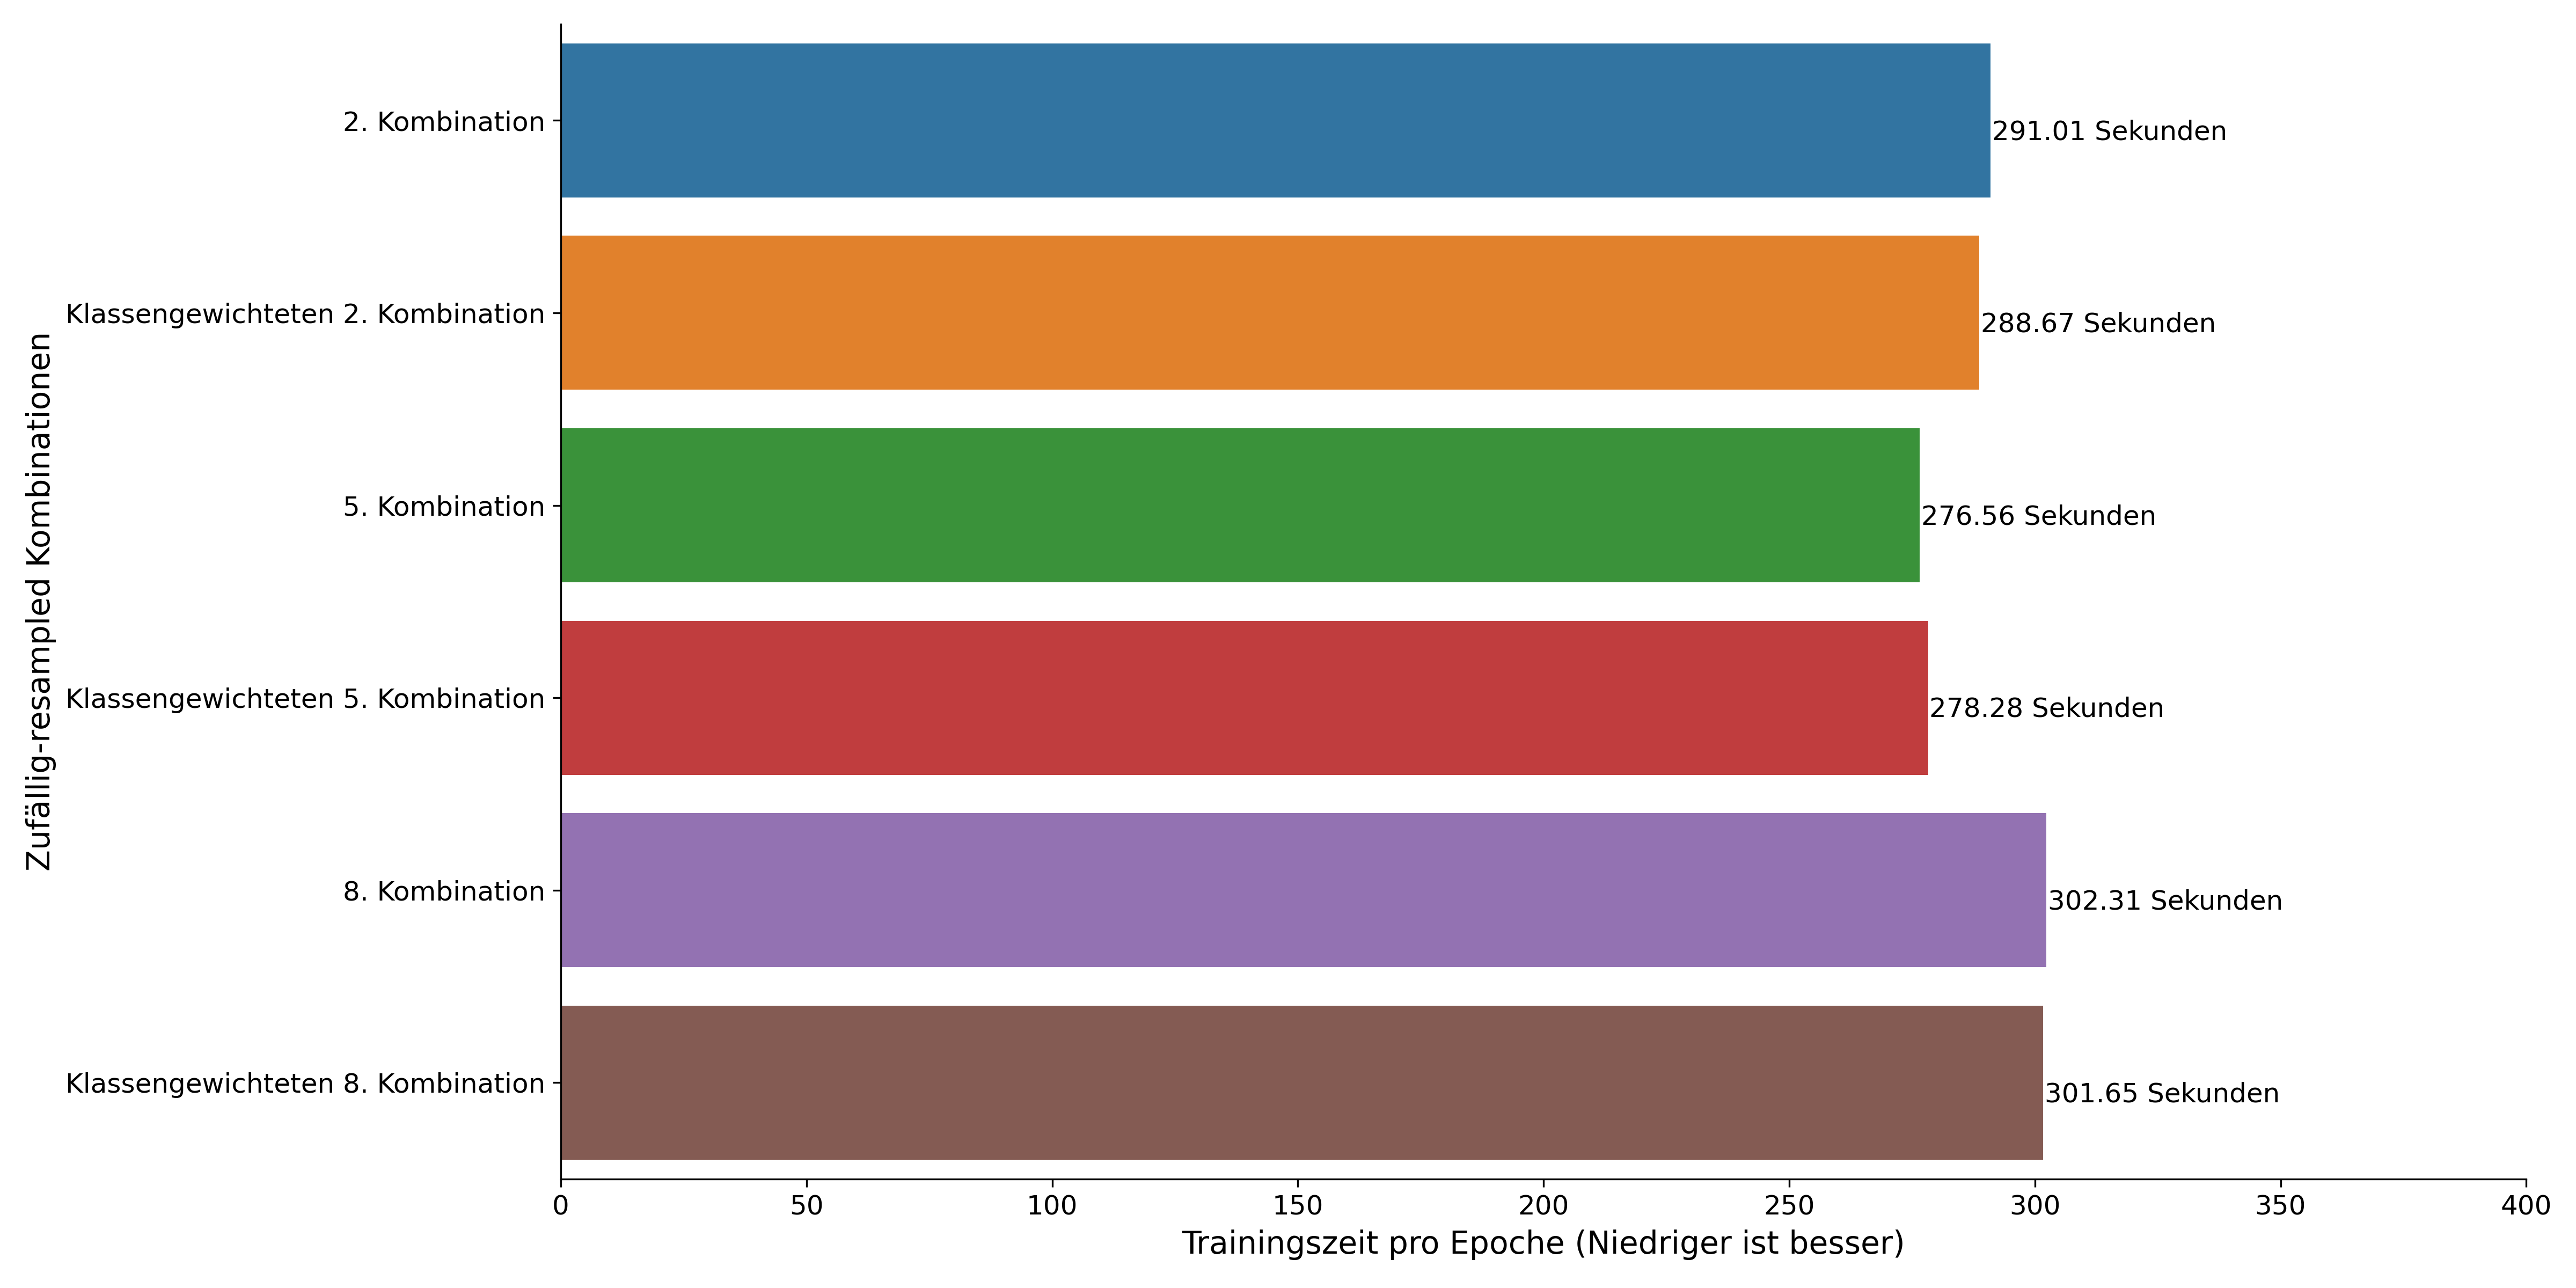 Zufällig-resampled Kombinationen
2. Kombination
291.01 Sekunden
Klassengewichteten 2. Kombination
288.67 Sekunden
5. Kombination
276.56 Sekunden
Klassengewichteten 5. Kombination
278.28 Sekunden
8. Kombination
302.31 Sekunden
Klassengewichteten 8. Kombination
301.65 Sekunden
0 50 100 150 200 250 300 350 400
Trainingszeit pro Epoche (Niedriger ist besser)